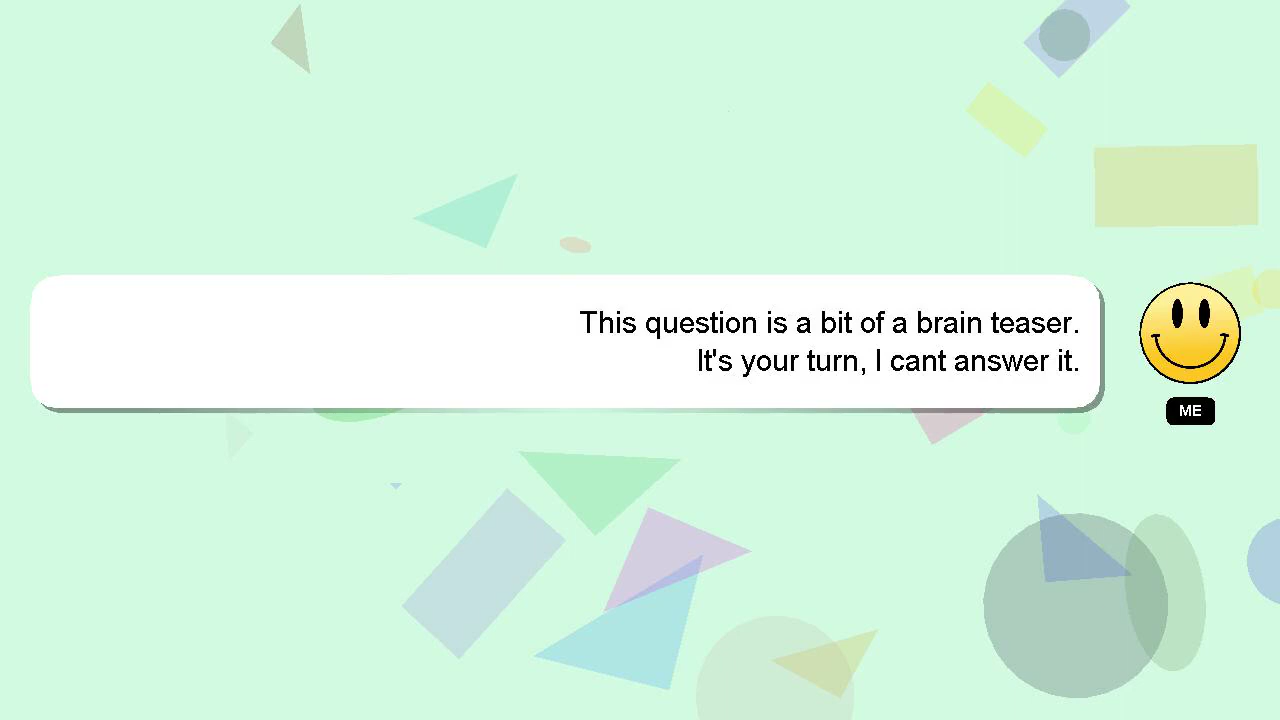 This question is a bit of a brain teaser.
It's your turn, I cant answer it.
ME